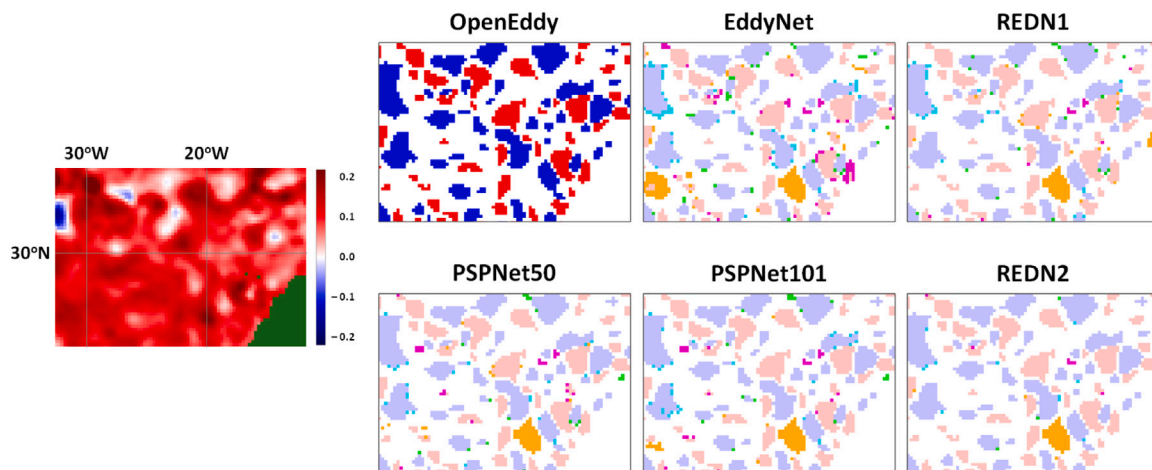 OpenEddy EddyNet REDN1
30°W 20°W
0.2
0.1
30°N
0.0
−0.1
−0.2
PSPNet50 PSPNet101 REDN2